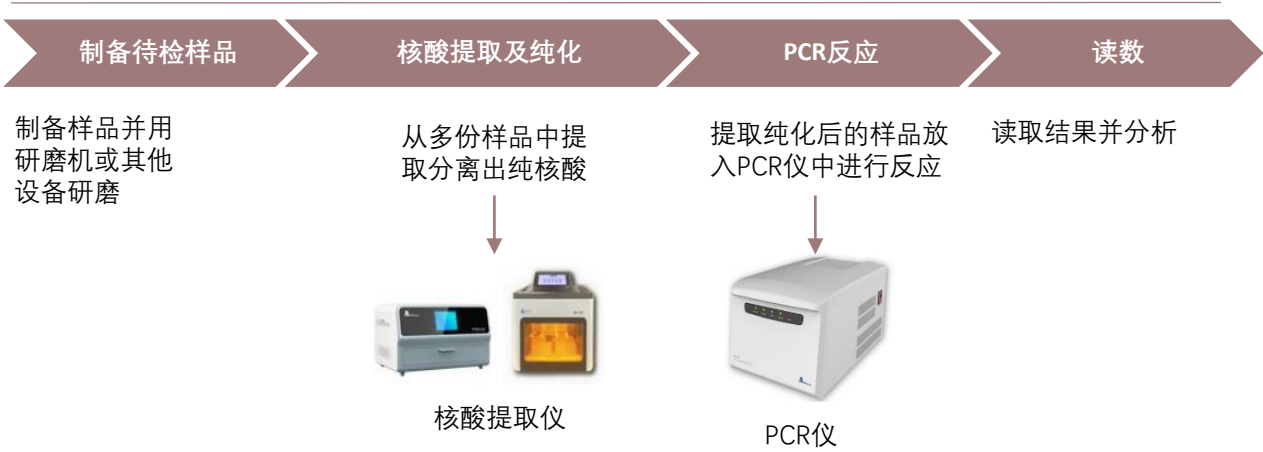 制备待检样品
核酸提取及纯化
PCR反应
读数
制备样品并用
研磨机或其他
设备研磨
从多份样品中提
取分离出纯核酸
提取纯化后的样品放
入PCR仪中进行反应
读取结果并分析
核酸提取仪
PCR仪